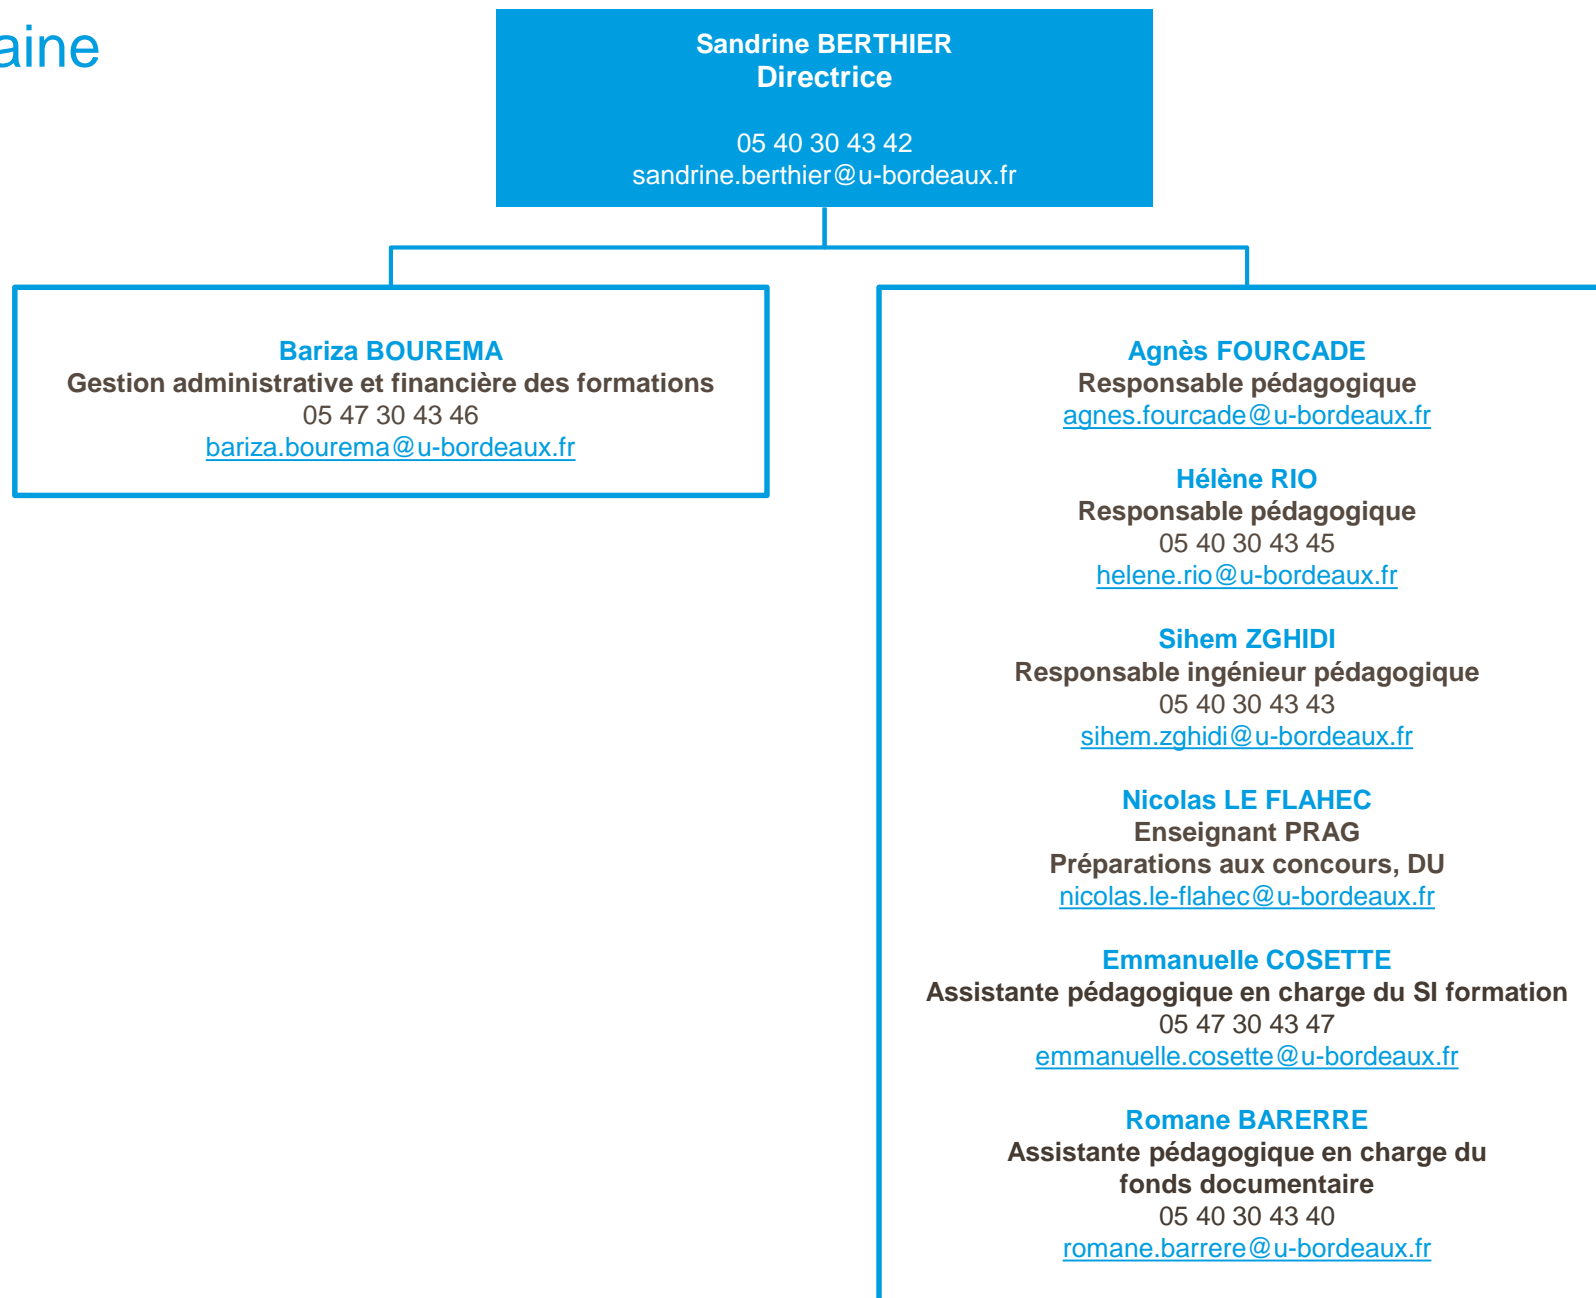 aine
Sandrine BERTHIER
Directrice
05 40 30 43 42
sandrine.berthier@u-bordeaux.fr
Bariza BOUREMA
Gestion administrative et financière des formations
05 47 30 43 46
bariza.bourema@u-bordeaux.fr
Agnès FOURCADE
Responsable pédagogique
agnes.fourcade@u-bordeaux.fr
Hélène RIO
Responsable pédagogique
05 40 30 43 45
helene.rio@u-bordeaux.fr
Sihem ZGHIDI
Responsable ingénieur pédagogique
05 40 30 43 43
sihem.zghidi@u-bordeaux.fr
Nicolas LE FLAHEC
Enseignant PRAG
Préparations aux concours, DU
nicolas.le-flahec@u-bordeaux.fr
Emmanuelle COSETTE
Assistante pédagogique en charge du SI formation
05 47 30 43 47
emmanuelle.cosette@u-bordeaux.fr
Romane BARERRE
Assistante pédagogique en charge du
fonds documentaire
05 40 30 43 40
romane.barrere@u-bordeaux.fr